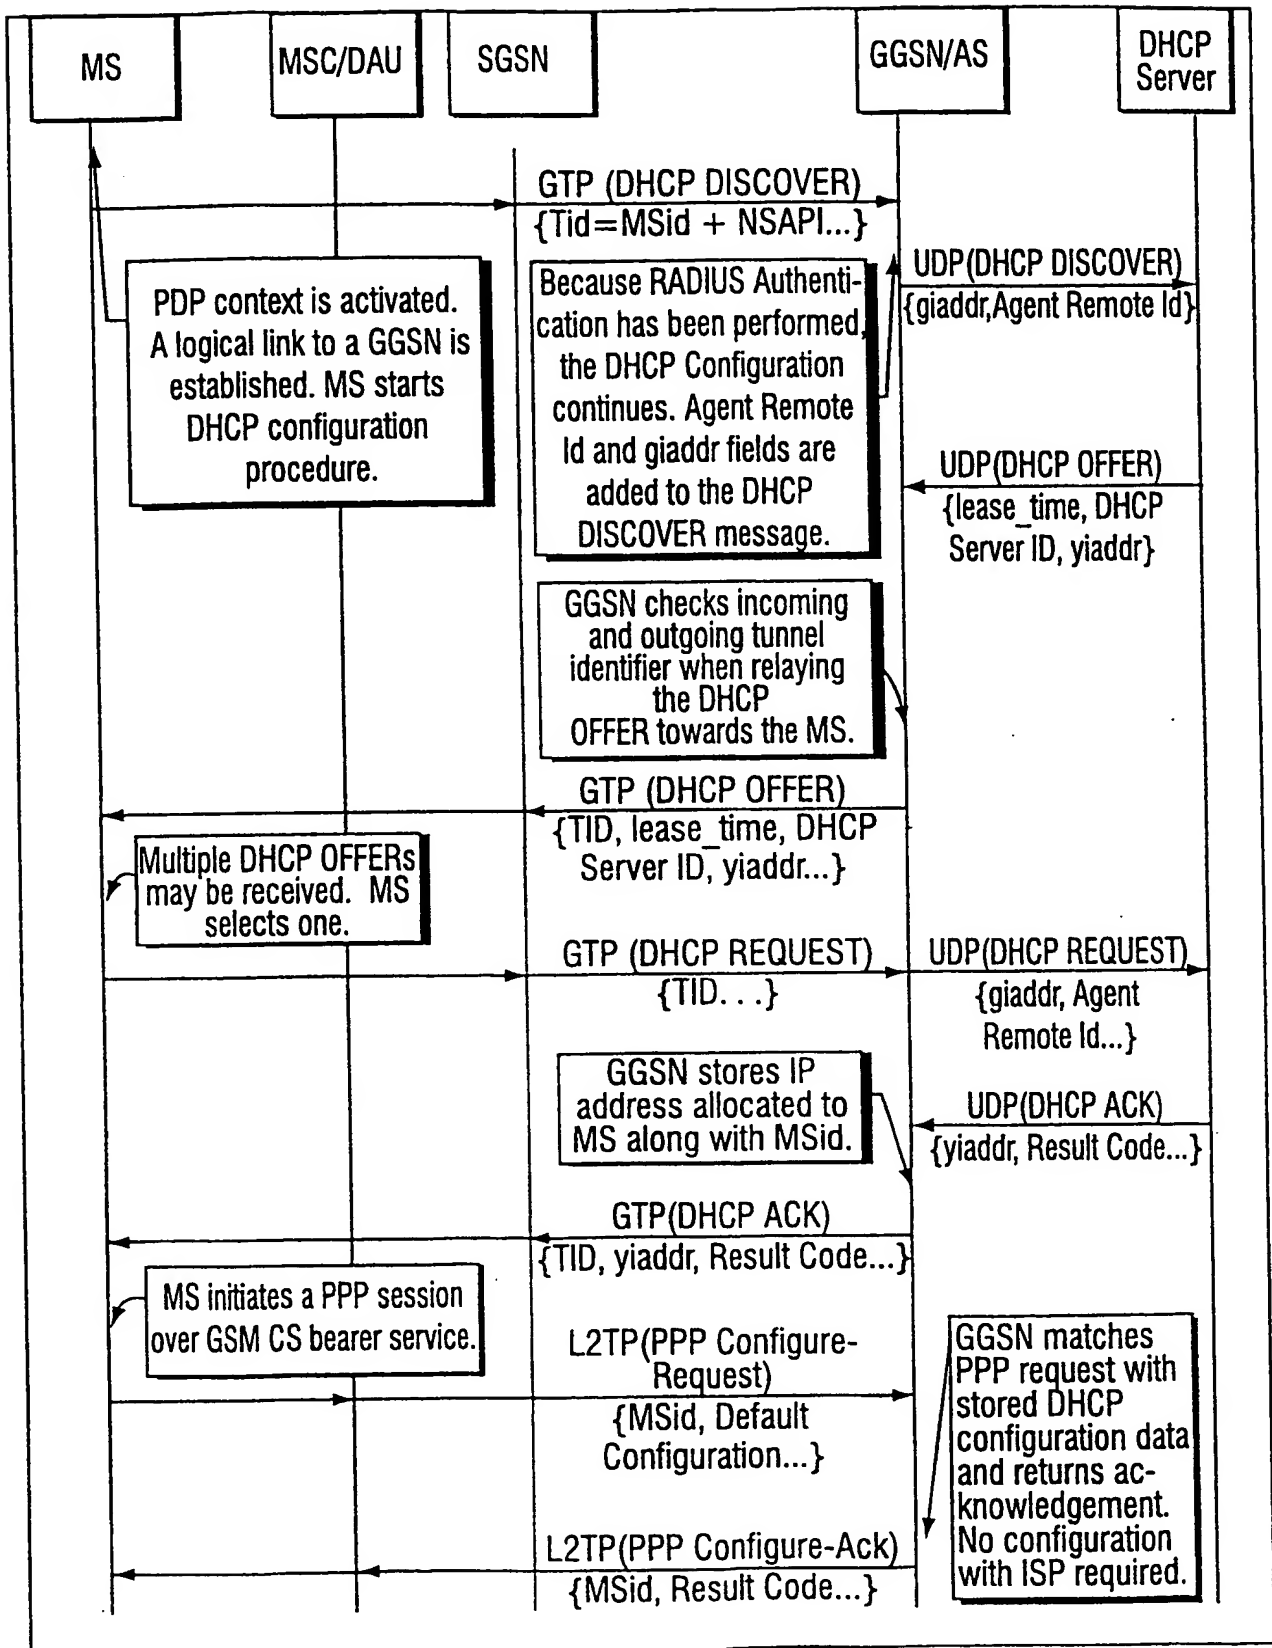 MS
MSC/DAU
SGSN
GGSN/AS
DHCP
Server
GTP (DHCP DISCOVER)
{Tid=MSid + NSAPI...}
PDP context is activated.
A logical link to a GGSN is
established. MS starts
DHCP configuration
procedure.
Because RADIUS Authenti-
cation has been performed,
the DHCP Configuration
continues. Agent Remote
Id and giaddr fields are
added to the DHCP
DISCOVER message.
UDP(DHCP DISCOVER)
{giaddr,Agent Remote Id}
UDP(DHCP OFFER)
{lease_time, DHCP
Server ID, yiaddr}
GGSN checks incoming
and outgoing tunnel
identifier when relaying
the DHCP
OFFER towards the MS.
GTP (DHCP OFFER)
{TID, lease_time, DHCP
Server ID, yiaddr...}
Multiple DHCP OFFERs
may be received. MS
selects one.
GTP (DHCP REQUEST)
{TID. . .}
UDP(DHCP REQUEST)
{giaddr, Agent
Remote Id...}
GGSN stores IP
address allocated to
MS along with MSid.
UDP(DHCP ACK)
{yiaddr, Result Code...}
GTP(DHCP ACK)
{TID, yiaddr, Result Code...}
MS initiates a PPP session
over GSM CS bearer service.
L2TP(PPP Configure-
Request)
{MSid, Default
Configuration...}
GGSN matches
PPP request with
stored DHCP
configuration data
and returns ac-
knowledgement.
No configuration
with ISP required.
L2TP(PPP Configure-Ack)
{MSid, Result Code...}